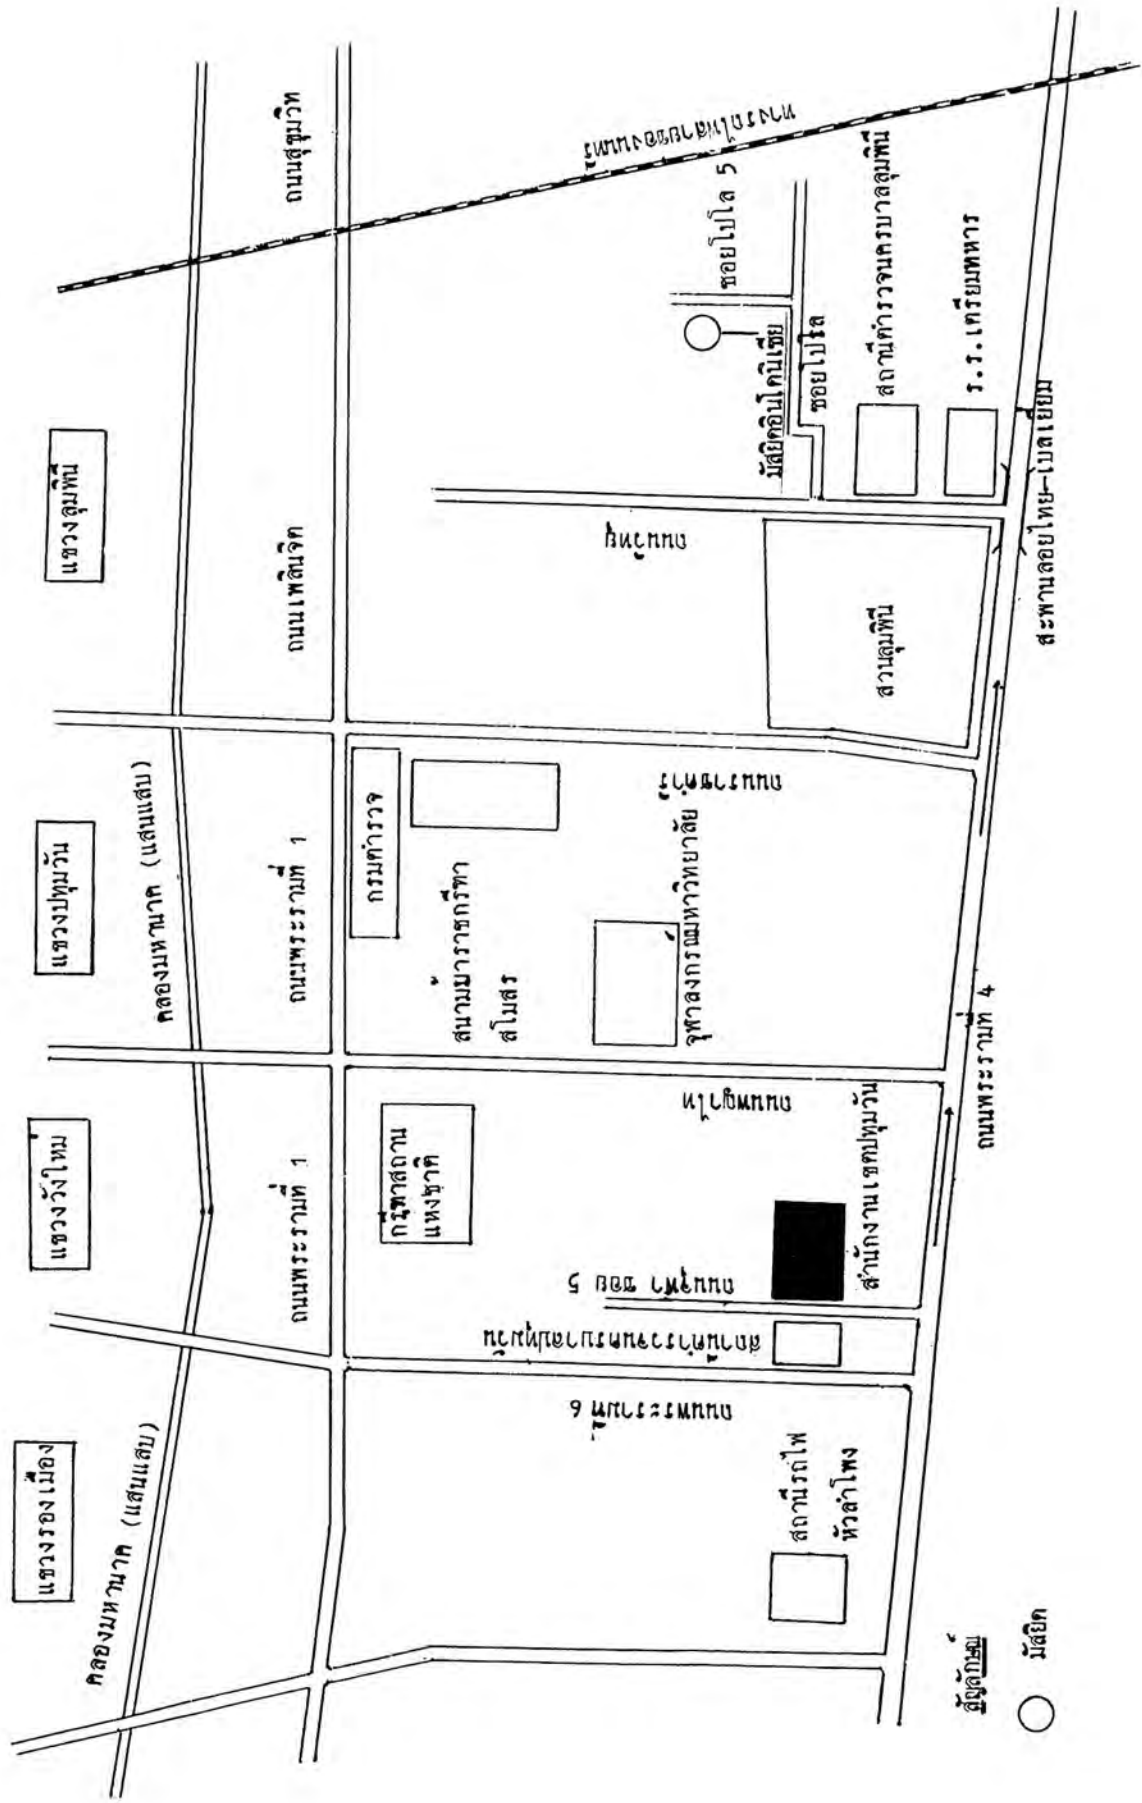 แขวงรองเมือง
แขวงวังใหม่
แขวงปทุมวัน
แขวงลุมพินี
คลองมหานาค (แสนแสบ)
คลองมหานาค (แสนแสบ)
ถนนพระรามที่ 1
ถนนพระรามที่ 1
ถนนเพลินจิต
ถนนสุขุมวิท
ทางรถไฟสายช่องนนทรี
กรีฑาสถาน
แห่งชาติ
กรมตำรวจ
สนามม้าราชกรีฑา
สโมสร
จุฬาลงกรณมหาวิทยาลัย
ถนนราชดำริ
ถนนพญาไท
ถนนวิทยุ
ถนนจุฬา ซอย 5
สถานีตำรวจนครบาลปทุมวัน
ถนนพระรามที่ 6
สถานีรถไฟ
หัวลำโพง
สำนักงานเขตปทุมวัน
สวนลุมพินี
ซอยโปโล 5
มัสยิดอินโดนีเซีย
ซอยโปรล
สถานีตำรวจนครบาลลุมพินี
ร.ร.เตรียมทหาร
ถนนพระรามที่ 4
สะพานลอยไทย-เบลเยี่ยม
สัญลักษณ์
มัสยิด